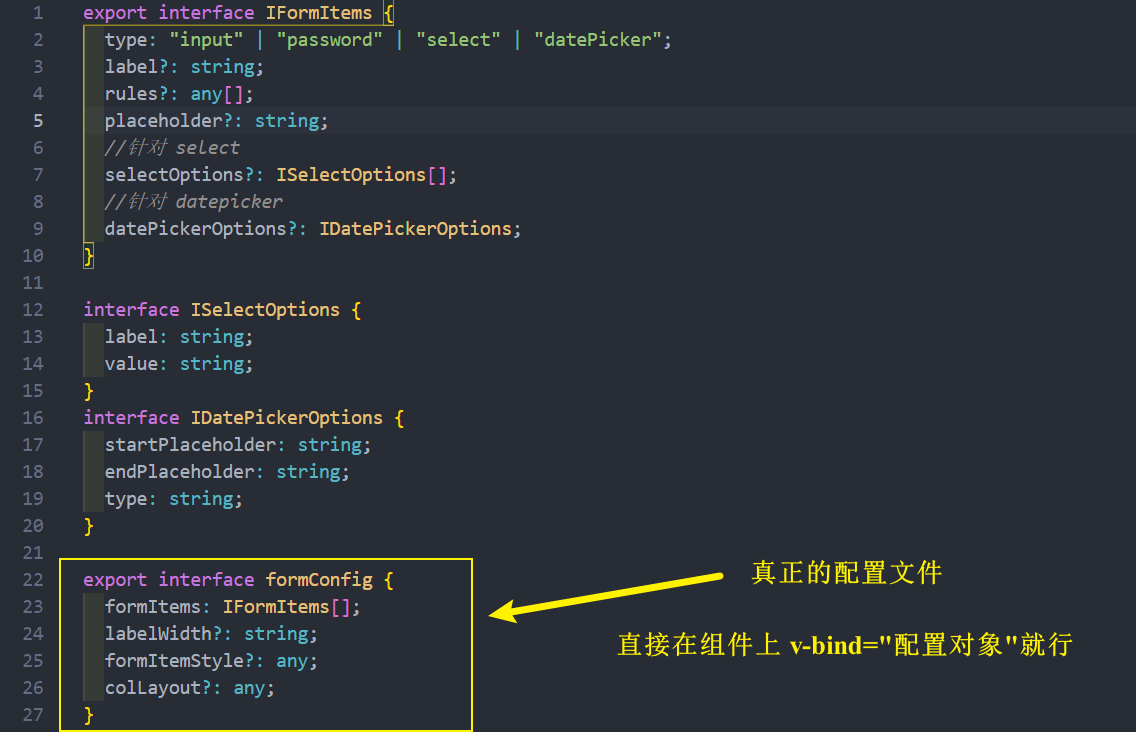 1 export interface IFormItems {
2 type: "input" | "password" | "select" | "datePicker";
3 label?: string;
4 rules?: any[];
5 placeholder?: string;
6 //针对 select
7 selectOptions?: ISelectOptions[];
8 //针对 datepicker
9 datePickerOptions?: IDatePickerOptions;
10 }
11
12 interface ISelectOptions {
13 label: string;
14 value: string;
15 }
16 interface IDatePickerOptions {
17 startPlaceholder: string;
18 endPlaceholder: string;
19 type: string;
20 }
21
22 export interface formConfig {
23 formItems: IFormItems[];
24 labelWidth?: string;
25 formItemStyle?: any;
26 colLayout?: any;
27 }
真正的配置文件
直接在组件上 v-bind="配置对象"就行